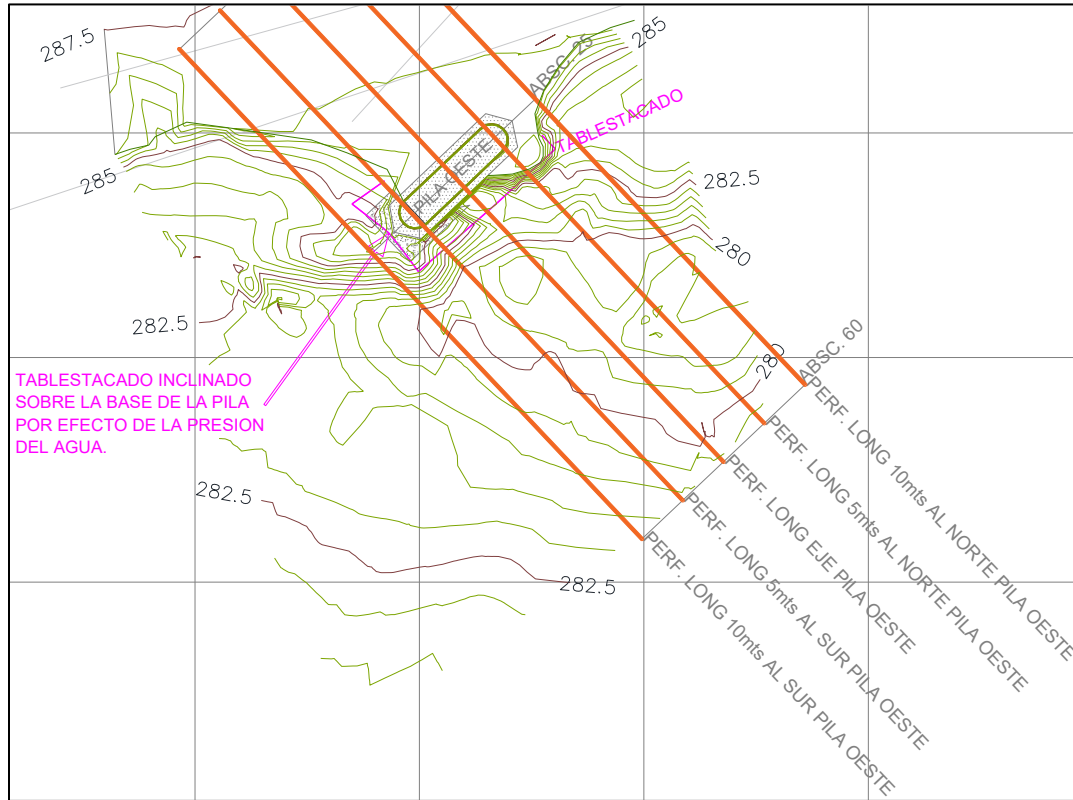 287.5
285
ABSC. 25
TABLESTACADO
PILA OESTE
285
282.5
280
282.5
TABLESTACADO INCLINADO
SOBRE LA BASE DE LA PILA
POR EFECTO DE LA PRESION
DEL AGUA.
ABSC. 60
280
282.5
282.5
PERF. LONG 10mts AL NORTE PILA OESTE
PERF. LONG 5mts AL NORTE PILA OESTE
PERF. LONG EJE PILA OESTE
PERF. LONG 5mts AL SUR PILA OESTE
PERF. LONG 10mts AL SUR PILA OESTE